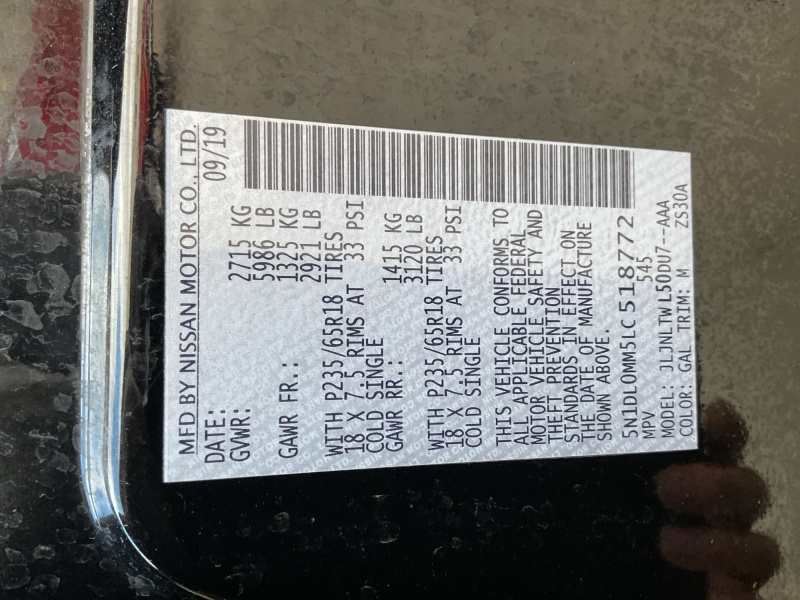 MFD BY NISSAN MOTOR CO., LTD.
DATE: 09/19
GVWR: 2715 KG
5986 LB
GAWR FR.: 1325 KG
2921 LB
WITH P235/65R18 TIRES
18 X 7.5 RIMS AT 33 PSI
COLD SINGLE
GAWR RR.: 1415 KG
3120 LB
WITH P235/65R18 TIRES
18 X 7.5 RIMS AT 33 PSI
COLD SINGLE
THIS VEHICLE CONFORMS TO
ALL APPLICABLE FEDERAL
MOTOR VEHICLE SAFETY AND
THEFT PREVENTION
STANDARDS IN EFFECT ON
THE DATE OF MANUFACTURE
SHOWN ABOVE.
5N1DL0MM5LC518772
MPV 545
MODEL: JLJNLTWL50DU7--AAA
COLOR: GAL TRIM: M ZS30A